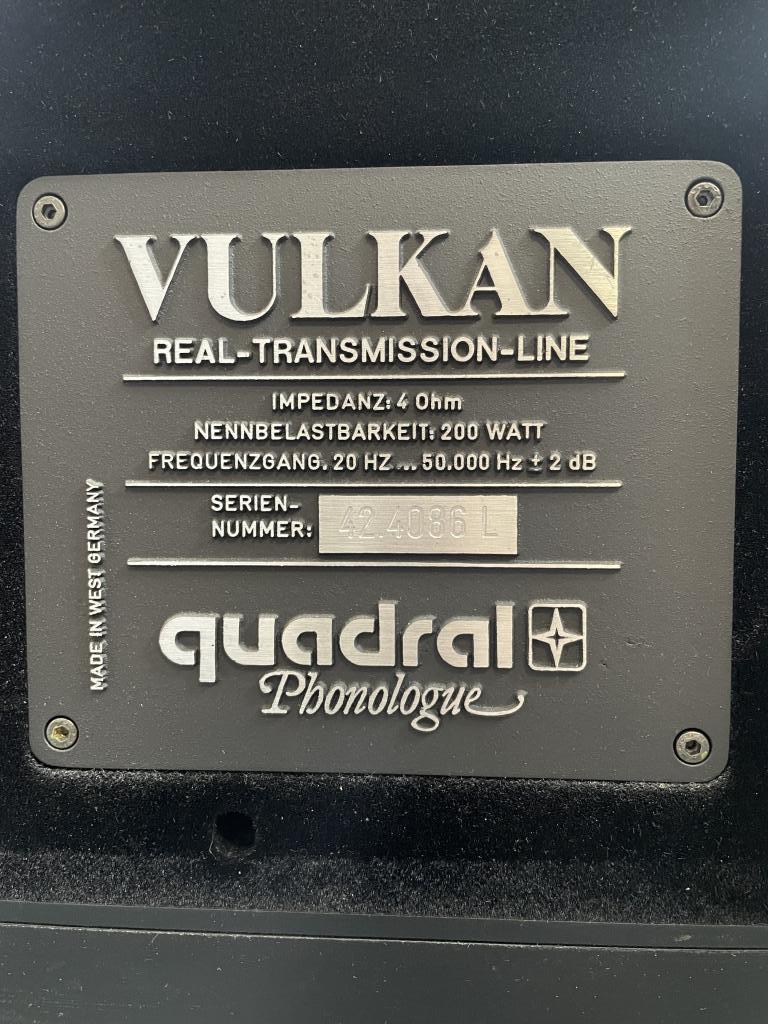 VULKAN
REAL-TRANSMISSION-LINE
IMPEDANZ: 4 Ohm
NENNBELASTBARKEIT: 200 WATT
FREQUENZGANG. 20 HZ ... 50.000 Hz ± 2 dB
SERIEN-
NUMMER: 42.4086 L
MADE IN WEST GERMANY
quadral
Phonologue